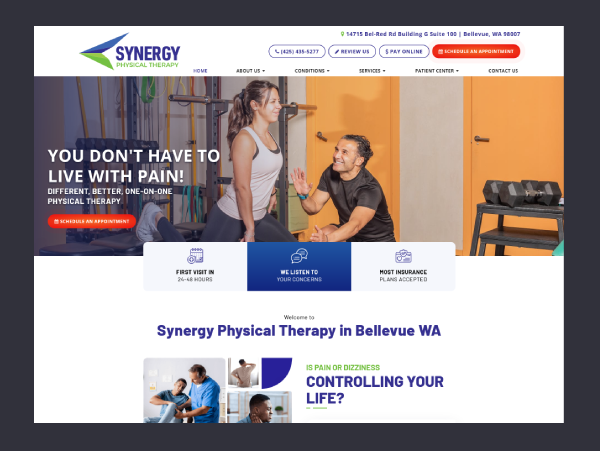 14715 Bel-Red Rd Building G Suite 100 | Bellevue, WA 98007
SYNERGY
PHYSICAL THERAPY
(425) 435-5277
REVIEW US
$ PAY ONLINE
SCHEDULE AN APPOINTMENT
HOME
ABOUT US
CONDITIONS
SERVICES
PATIENT CENTER
CONTACT US
YOU DON'T HAVE TO
LIVE WITH PAIN!
DIFFERENT, BETTER, ONE-ON-ONE
PHYSICAL THERAPY
SCHEDULE AN APPOINTMENT
FIRST VISIT IN
24-48 HOURS
WE LISTEN TO
YOUR CONCERNS
MOST INSURANCE
PLANS ACCEPTED
Welcome to
Synergy Physical Therapy in Bellevue WA
IS PAIN OR DIZZINESS
CONTROLLING YOUR
LIFE?